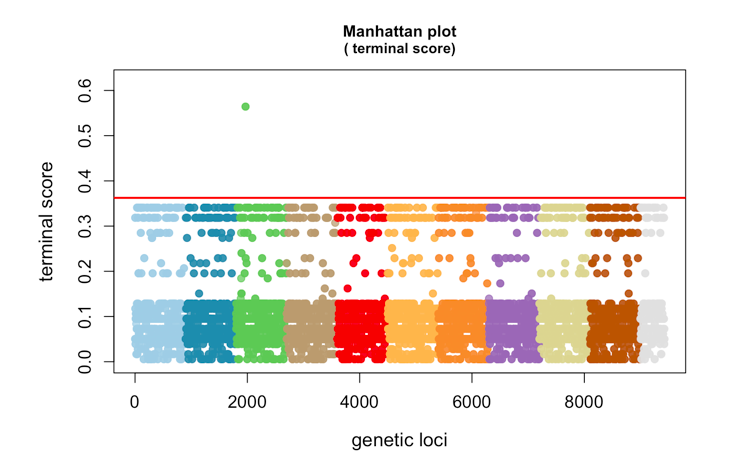 Manhattan plot
( terminal score)
terminal score
0.6
0.5
0.4
0.3
0.2
0.1
0.0
0 2000 4000 6000 8000
genetic loci